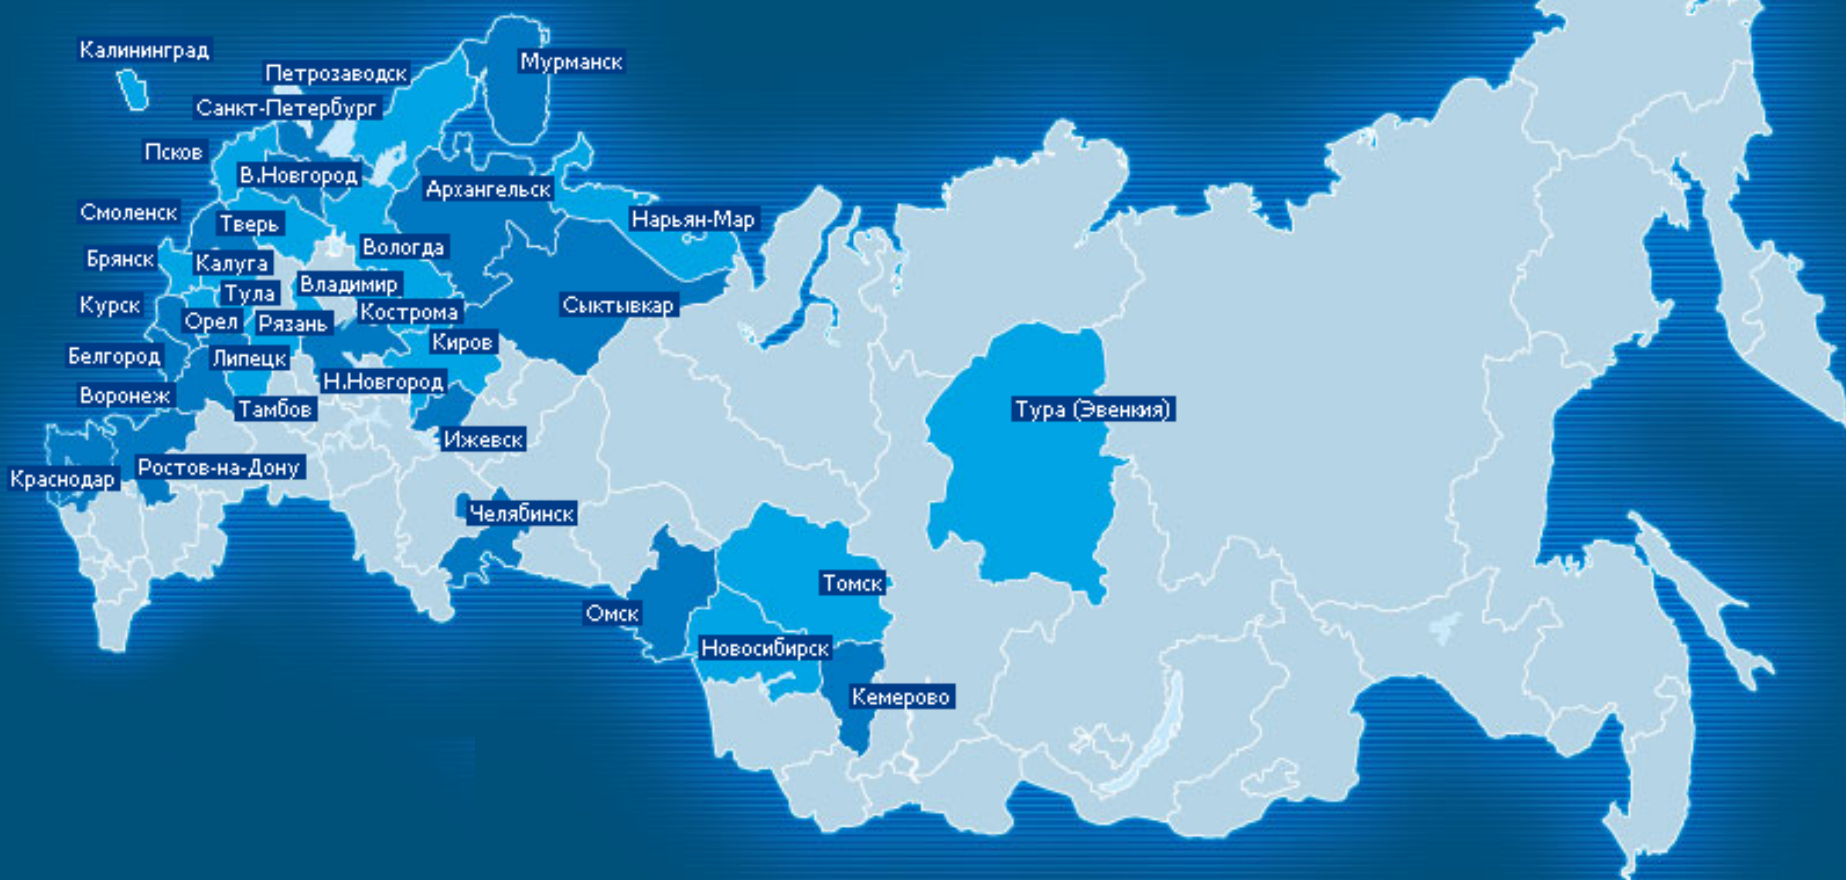 Калининград
Мурманск
Петрозаводск
Санкт-Петербург
Псков
В.Новгород
Архангельск
Смоленск
Тверь
Нарьян-Мар
Вологда
Брянск
Калуга
Владимир
Тула
Курск
Сыктывкар
Кострома
Орел
Рязань
Киров
Белгород
Липецк
Н.Новгород
Воронеж
Тамбов
Тура (Эвенкия)
Ижевск
Ростов-на-Дону
Краснодар
Челябинск
Томск
Омск
Новосибирск
Кемерово